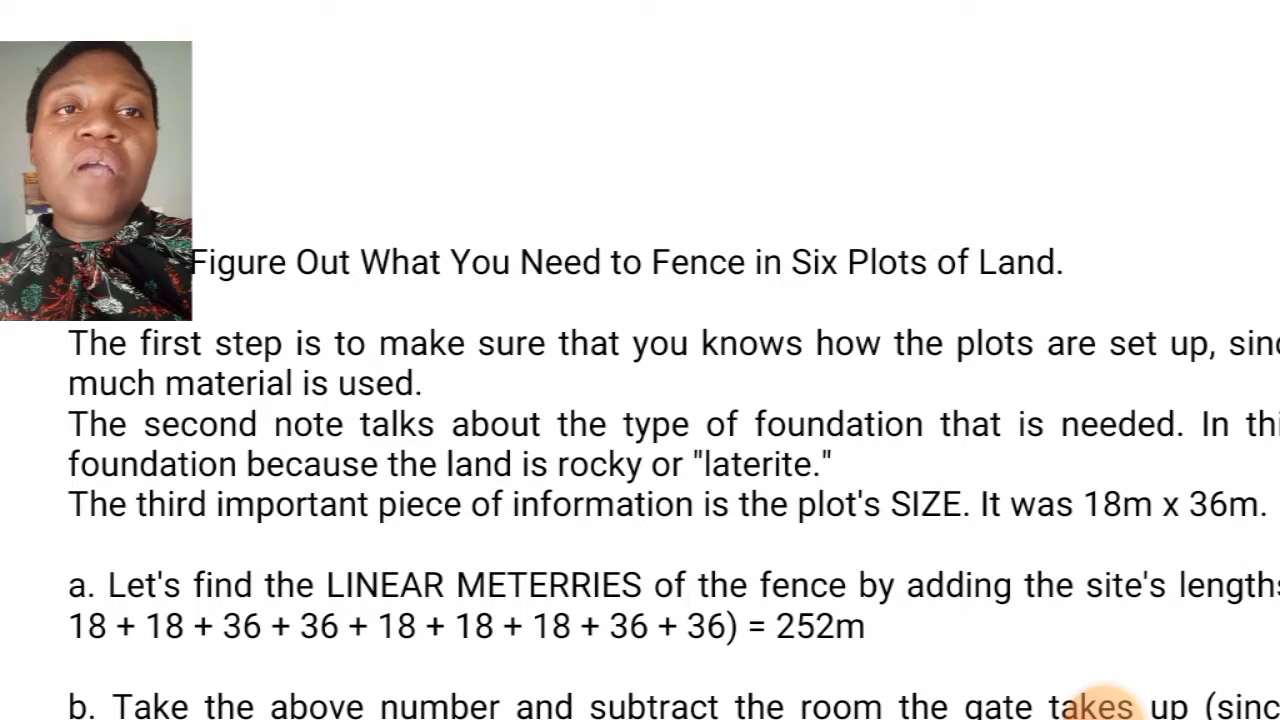 Figure Out What You Need to Fence in Six Plots of Land.
The first step is to make sure that you knows how the plots are set up,
much material is used.
The second note talks about the type of foundation that is needed. In
foundation because the land is rocky or "laterite."
The third important piece of information is the plot's SIZE. It was 18m x 36m.
a. Let's find the LINEAR METERRIES of the fence by adding the site's
18 + 18 + 36 + 36 + 18 + 18 + 18 + 36 + 36) = 252m
b. Take the above number and subtract the room the gate takes up